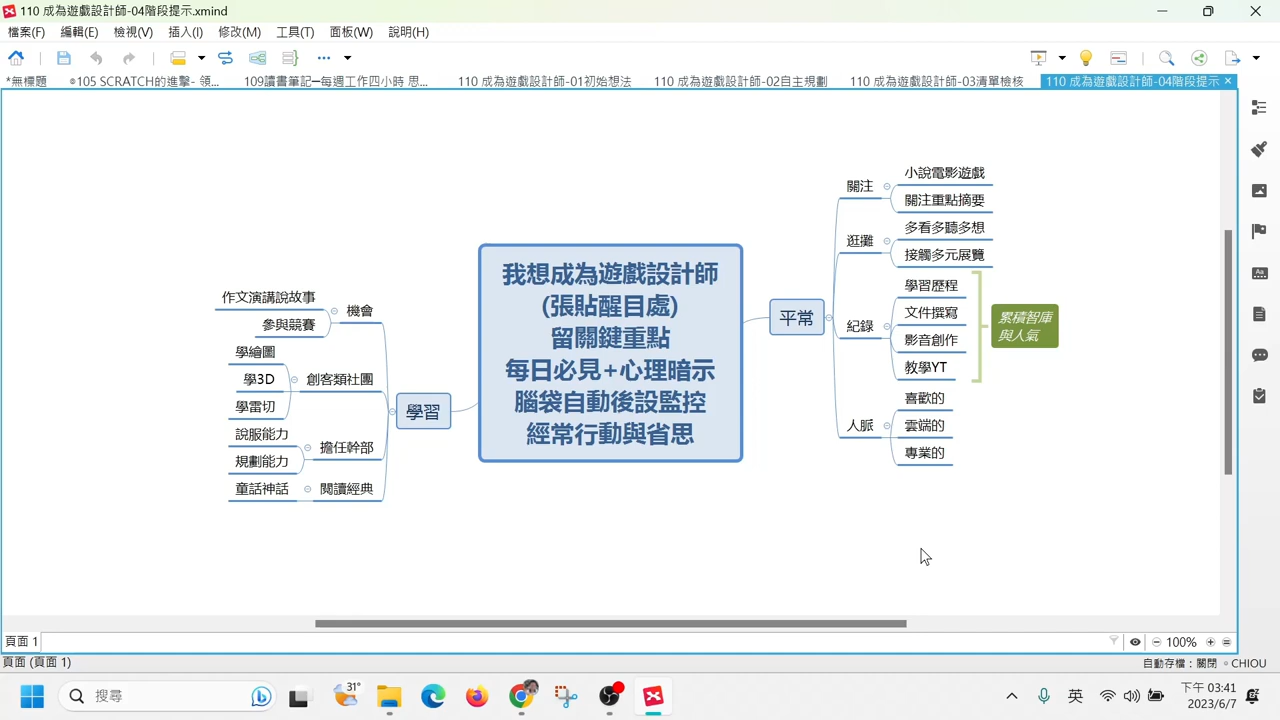 110 成為遊戲設計師-04階段提示.xmind
檔案(F) 編輯(E) 檢視(V) 插入(I) 修改(M) 工具(T) 面板(W) 說明(H)
*無標題 105 SCRATCH的進擊- 領... 109讀書筆記─每週工作四小時 思... 110 成為遊戲設計師-01初始想法 110 成為遊戲設計師-02自主規劃 110 成為遊戲設計師-03清單檢核 110 成為遊戲設計師-04階段提示
我想成為遊戲設計師
(張貼醒目處)
留關鍵重點
每日必見+心理暗示
腦袋自動後設監控
經常行動與省思
平常
關注
小說電影遊戲
關注重點摘要
逛攤
多看多聽多想
接觸多元展覽
紀錄
學習歷程
文件撰寫
影音創作
教學YT
累積智庫
與人氣
人脈
喜歡的
雲端的
專業的
學習
機會
作文演講說故事
參與競賽
創客類社團
學繪圖
學3D
學雷切
擔任幹部
說服能力
規劃能力
閱讀經典
童話神話
頁面 1
100%
頁面 (頁面 1)
自動存檔：關閉 CHIOU
搜尋
31°
英
下午 03:41
2023/6/7